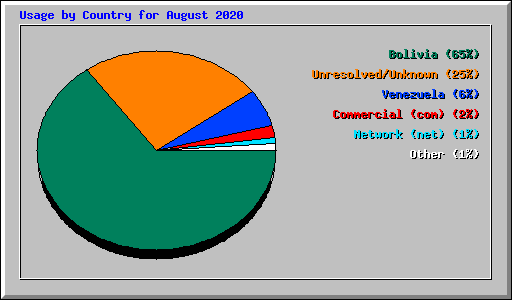 Usage by Country for August 2020
Bolivia (65%)
Unresolved/Unknown (25%)
Venezuela (6%)
Commercial (com) (2%)
Network (net) (1%)
Other (1%)